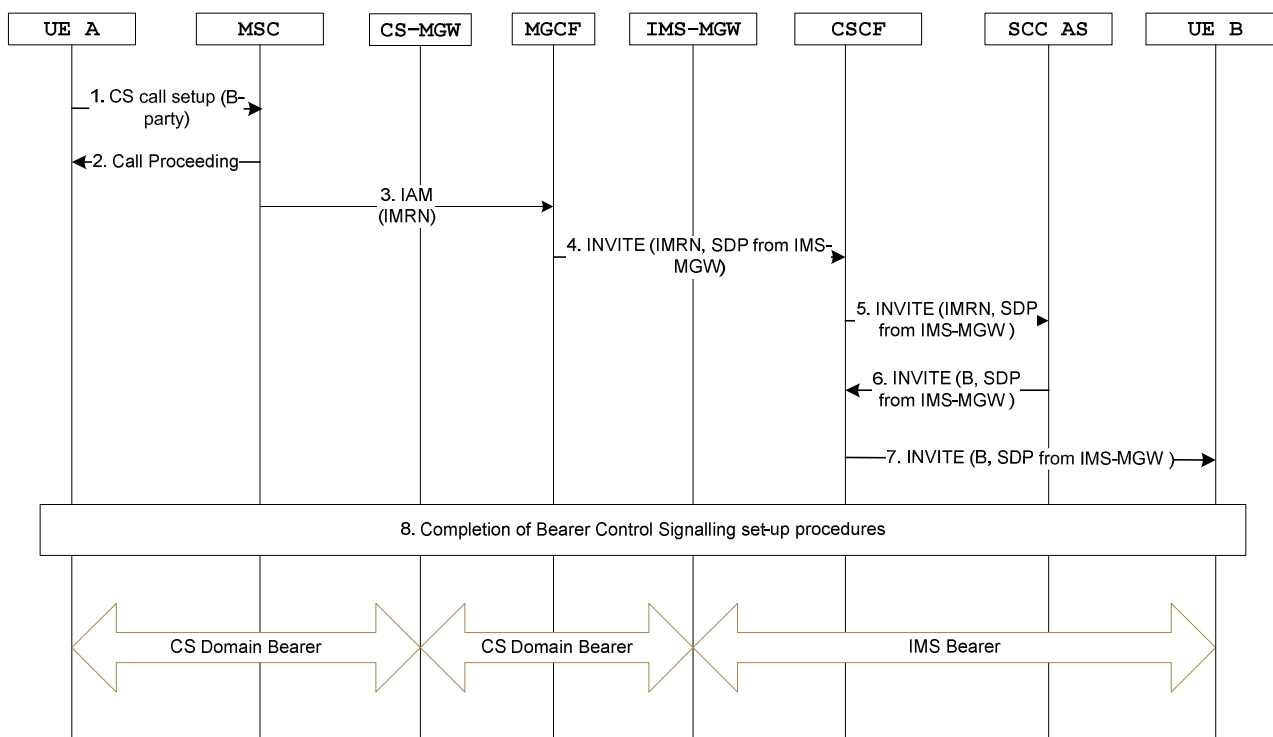 UE A
MSC
CS-MGW
MGCF
IMS-MGW
CSCF
SCC AS
UE B
1. CS call setup (B-
party)
2. Call Proceeding
3. IAM
(IMRN)
4. INVITE (IMRN, SDP from IMS-
MGW)
5. INVITE (IMRN, SDP
from IMS-MGW )
6. INVITE (B, SDP
from IMS-MGW)
7. INVITE (B, SDP from IMS-MGW )
8. Completion of Bearer Control Signalling set-up procedures
CS Domain Bearer
CS Domain Bearer
IMS Bearer